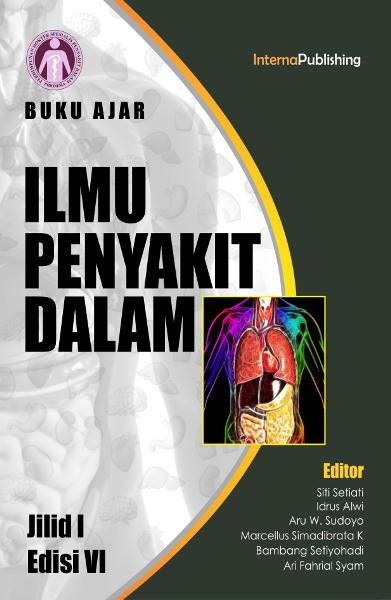 InternaPublishing
BUKU AJAR
ILMU
PENYAKIT
DALAM
Editor
Siti Setiati
Idrus Alwi
Aru W. Sudoyo
Marcellus Simadibrata K
Bambang Setiyohadi
Ari Fahrial Syam
Jilid I
Edisi VI